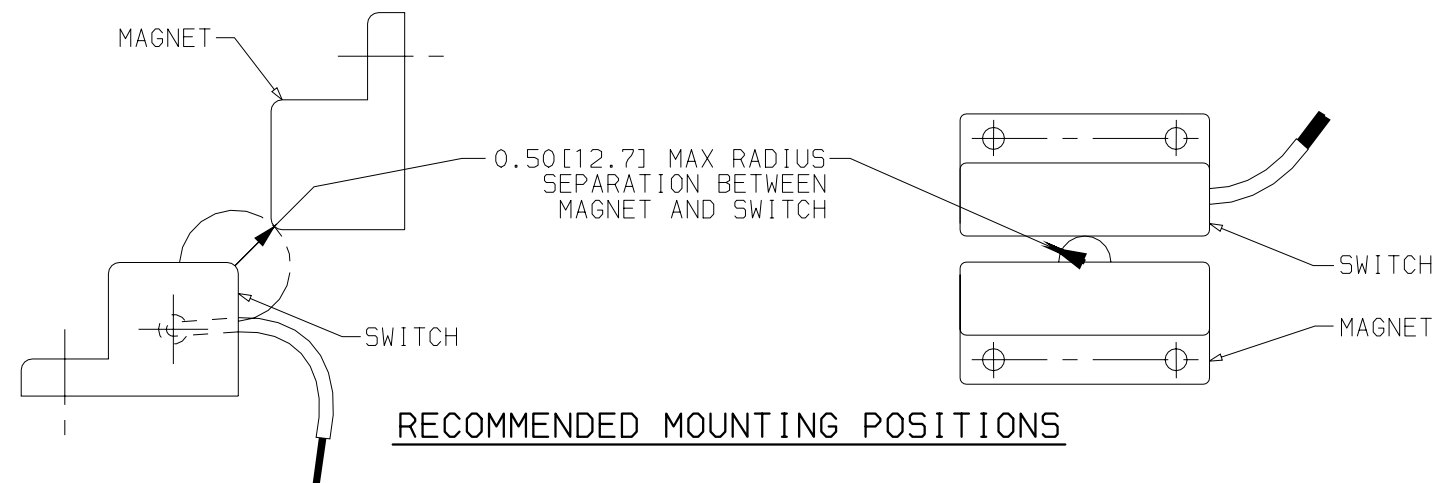 MAGNET
0.50[12.7] MAX RADIUS
SEPARATION BETWEEN
MAGNET AND SWITCH
SWITCH
SWITCH
MAGNET
RECOMMENDED MOUNTING POSITIONS